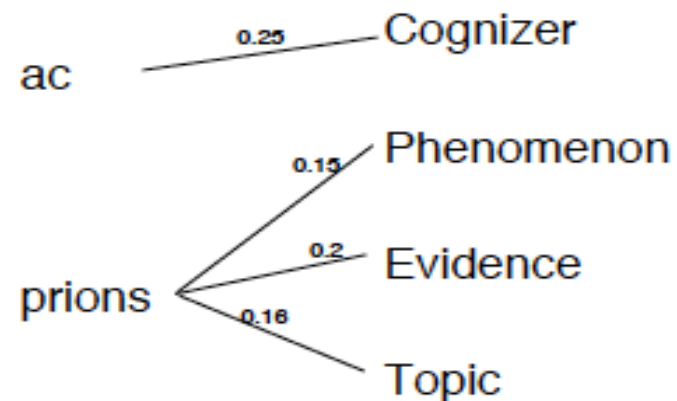 0.25 Cognizer
ac
Phenomenon
0.15
0.2
Evidence
prions
0.16
Topic